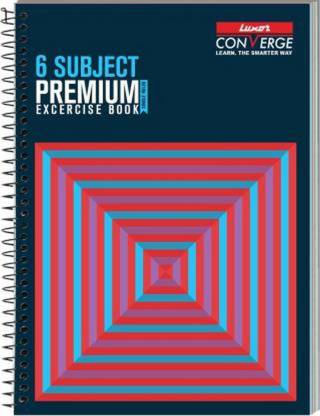 Luxor
CONVERGE
LEARN. THE SMARTER WAY
6 SUBJECT
PREMIUM
EXCERCISE BOOK